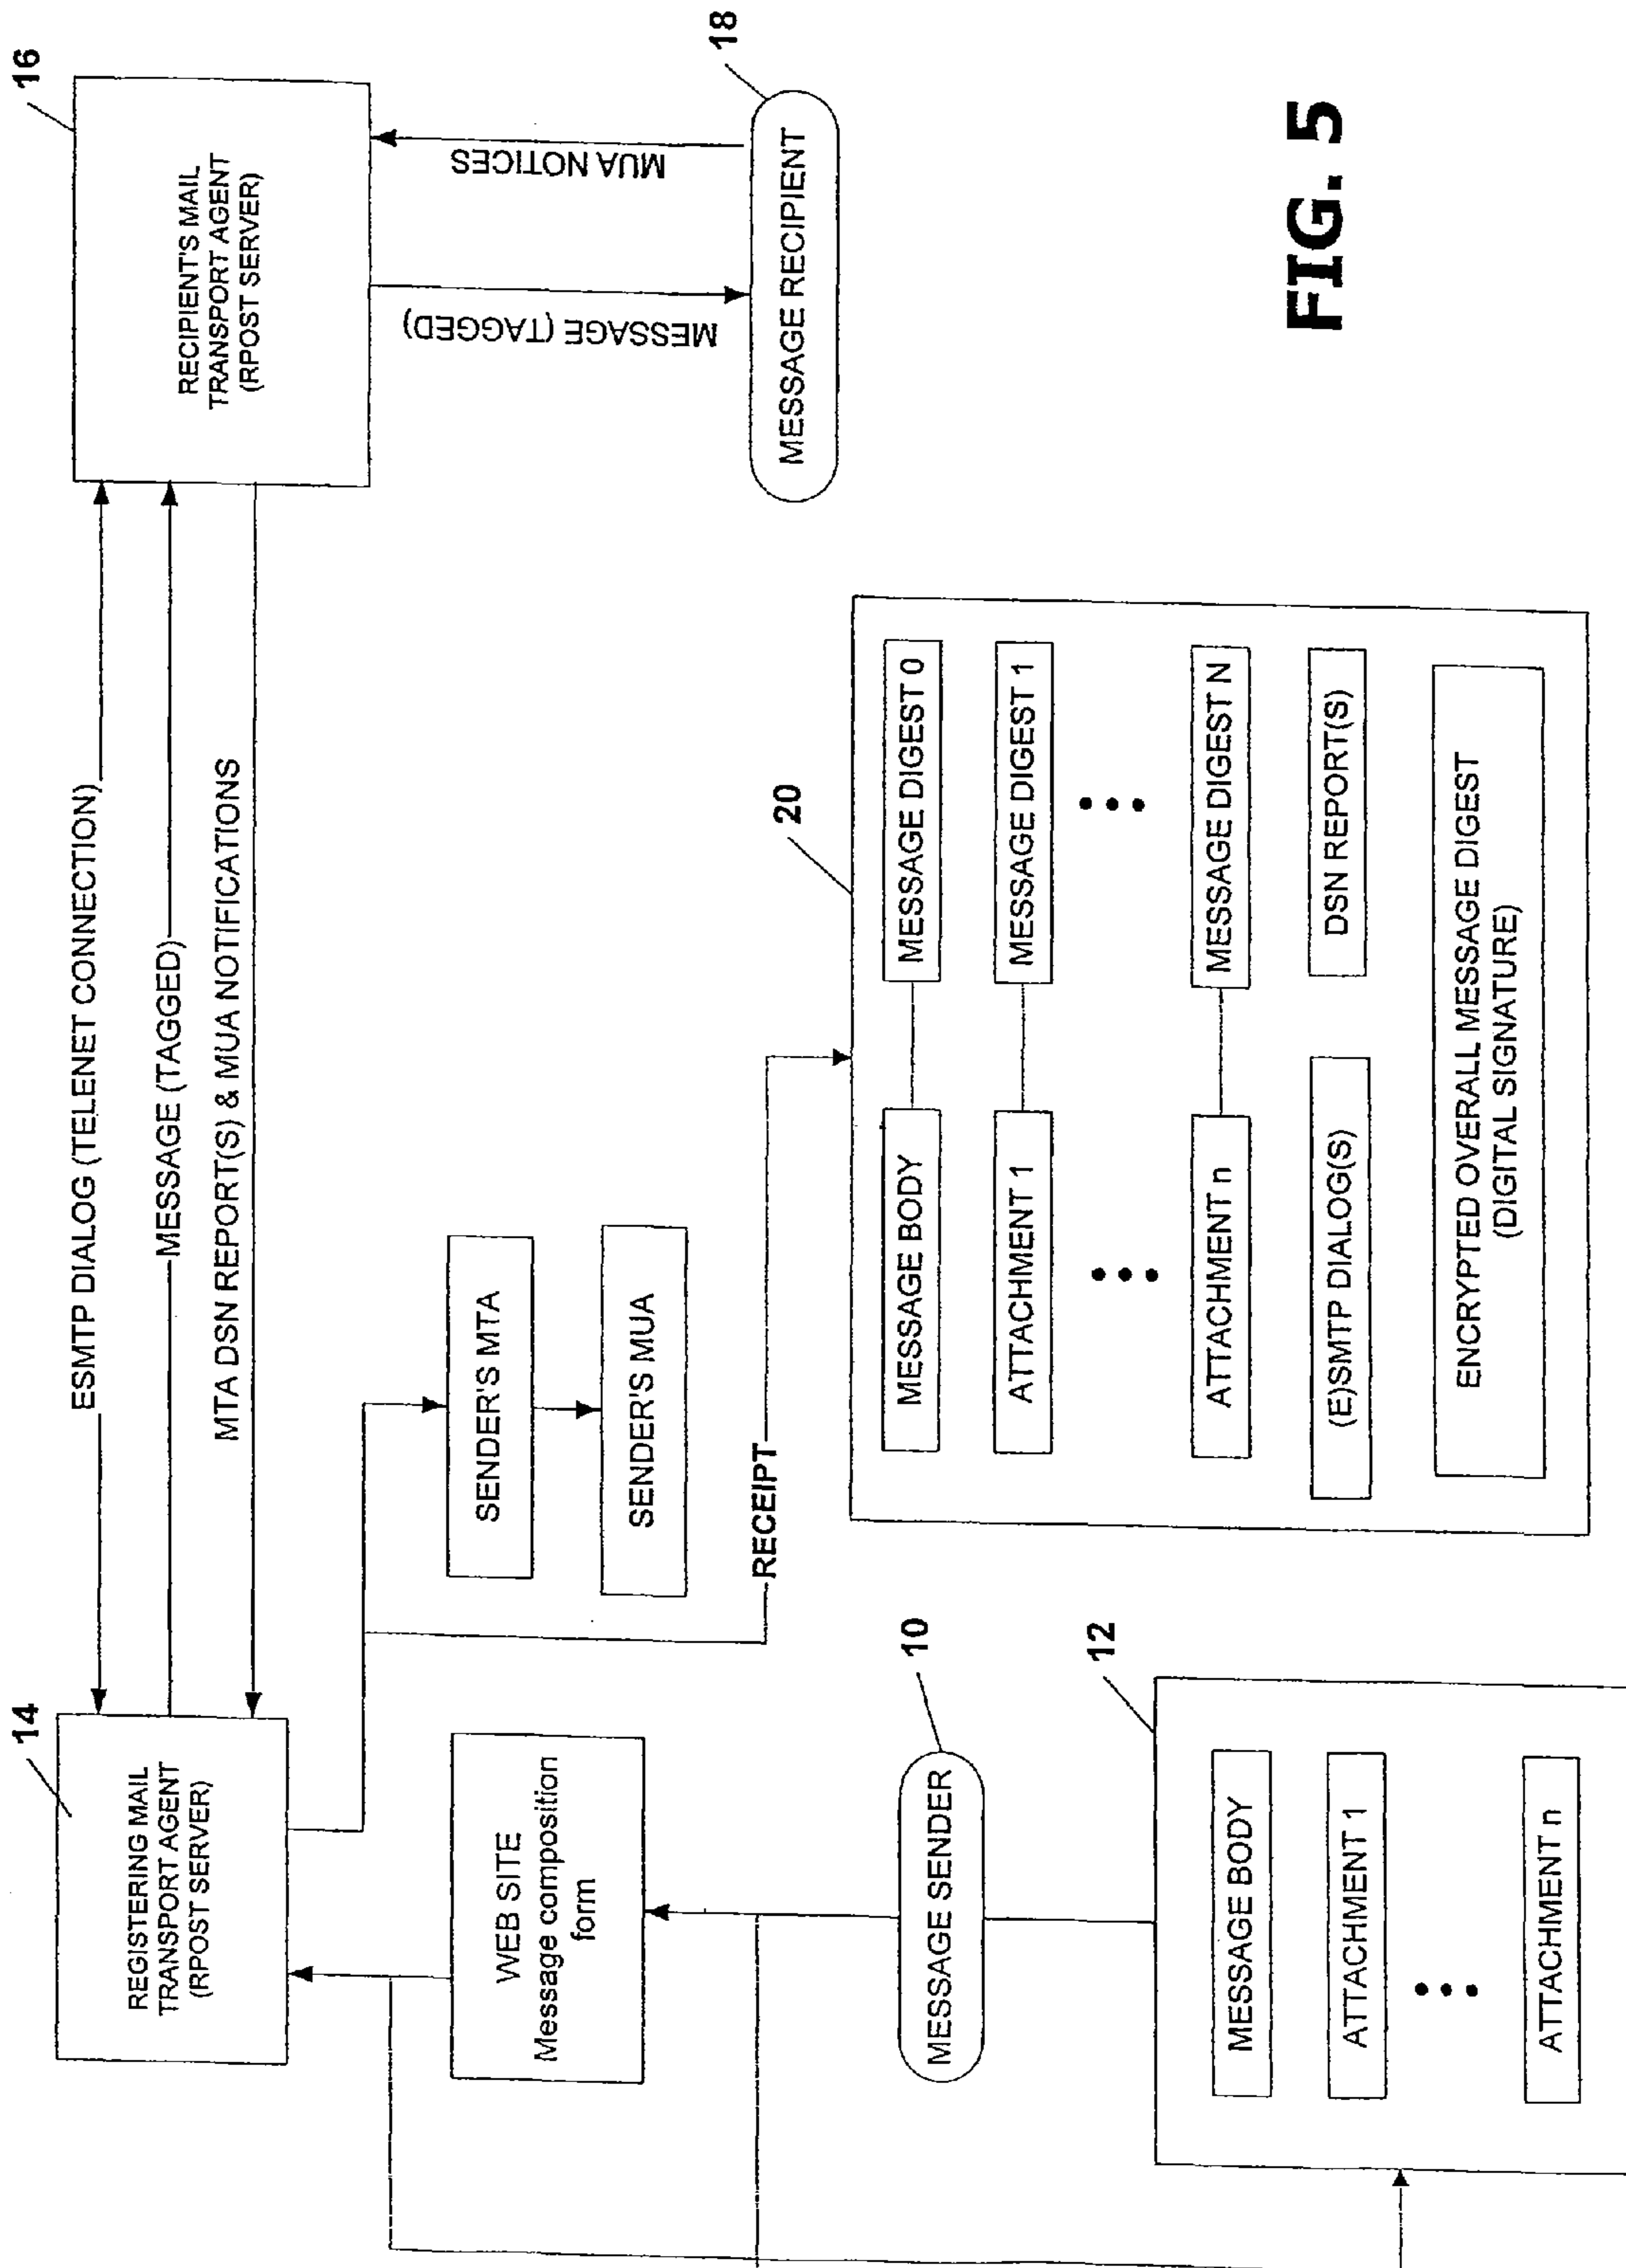 14
REGISTERING MAIL
TRANSPORT AGENT
(RPOST SERVER)
ESMTP DIALOG (TELENET CONNECTION)
MESSAGE (TAGGED)
MTA DSN REPORT(S) & MUA NOTIFICATIONS
16
RECIPIENT'S MAIL
TRANSPORT AGENT
(RPOST SERVER)
MESSAGE (TAGGED)
MUA NOTICES
18
MESSAGE RECIPIENT
WEB SITE
Message composition
form
SENDER'S MTA
SENDER'S MUA
RECEIPT
10
MESSAGE SENDER
12
MESSAGE BODY
ATTACHMENT 1
•••
ATTACHMENT n
20
MESSAGE BODY
MESSAGE DIGEST 0
ATTACHMENT 1
MESSAGE DIGEST 1
•••
•••
ATTACHMENT n
MESSAGE DIGEST N
(E)SMTP DIALOG(S)
DSN REPORT(S)
ENCRYPTED OVERALL MESSAGE DIGEST
(DIGITAL SIGNATURE)
FIG. 5